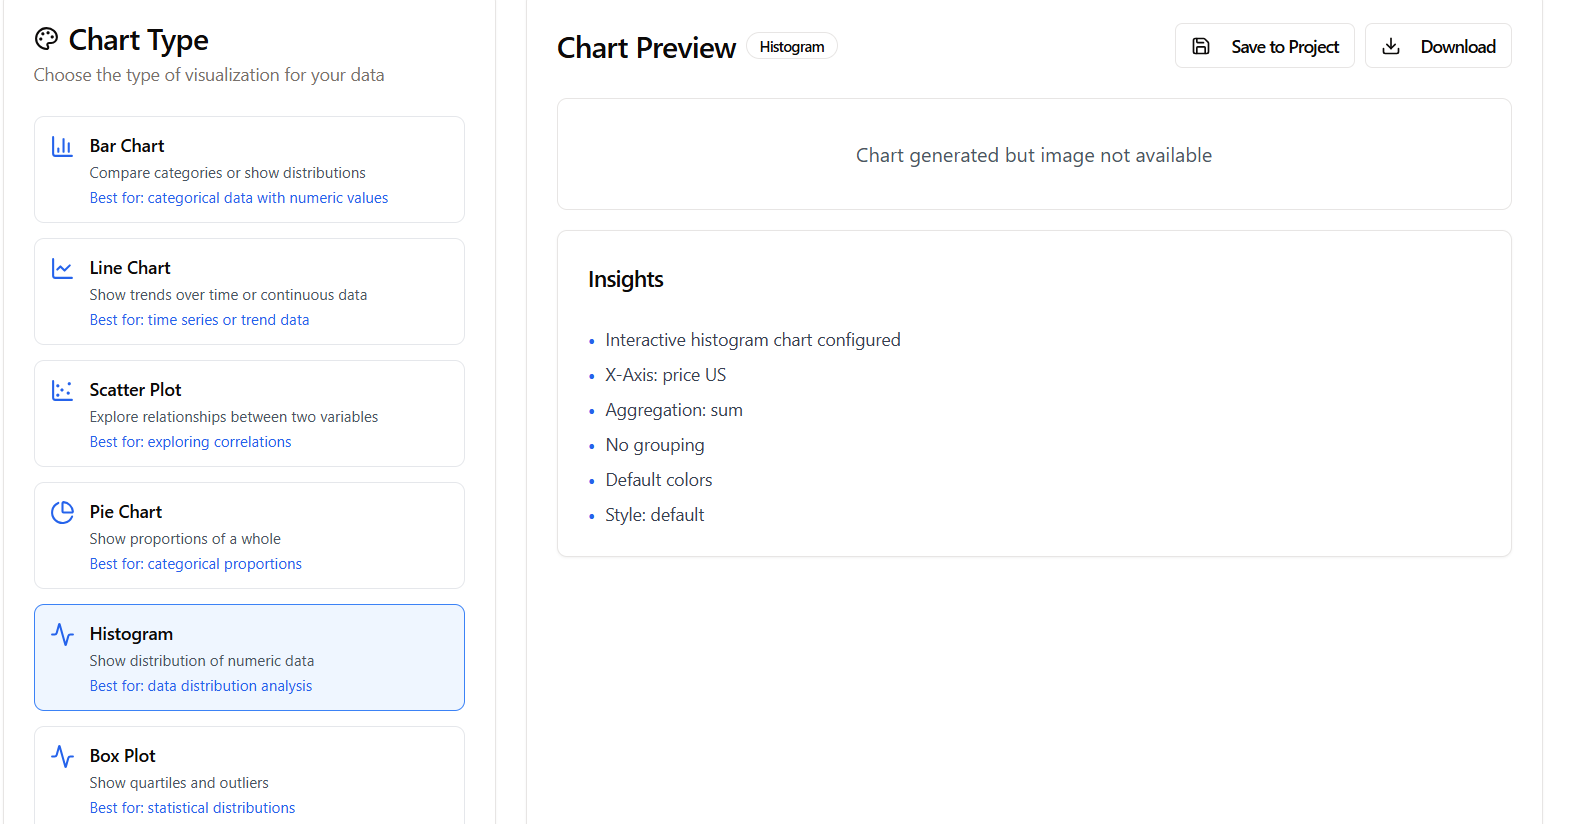 Chart Type
Choose the type of visualization for your data
Bar Chart
Compare categories or show distributions
Best for: categorical data with numeric values
Line Chart
Show trends over time or continuous data
Best for: time series or trend data
Scatter Plot
Explore relationships between two variables
Best for: exploring correlations
Pie Chart
Show proportions of a whole
Best for: categorical proportions
Histogram
Show distribution of numeric data
Best for: data distribution analysis
Box Plot
Show quartiles and outliers
Best for: statistical distributions
Chart Preview
Histogram
Save to Project
Download
Chart generated but image not available
Insights
• Interactive histogram chart configured
• X-Axis: price US
• Aggregation: sum
• No grouping
• Default colors
• Style: default